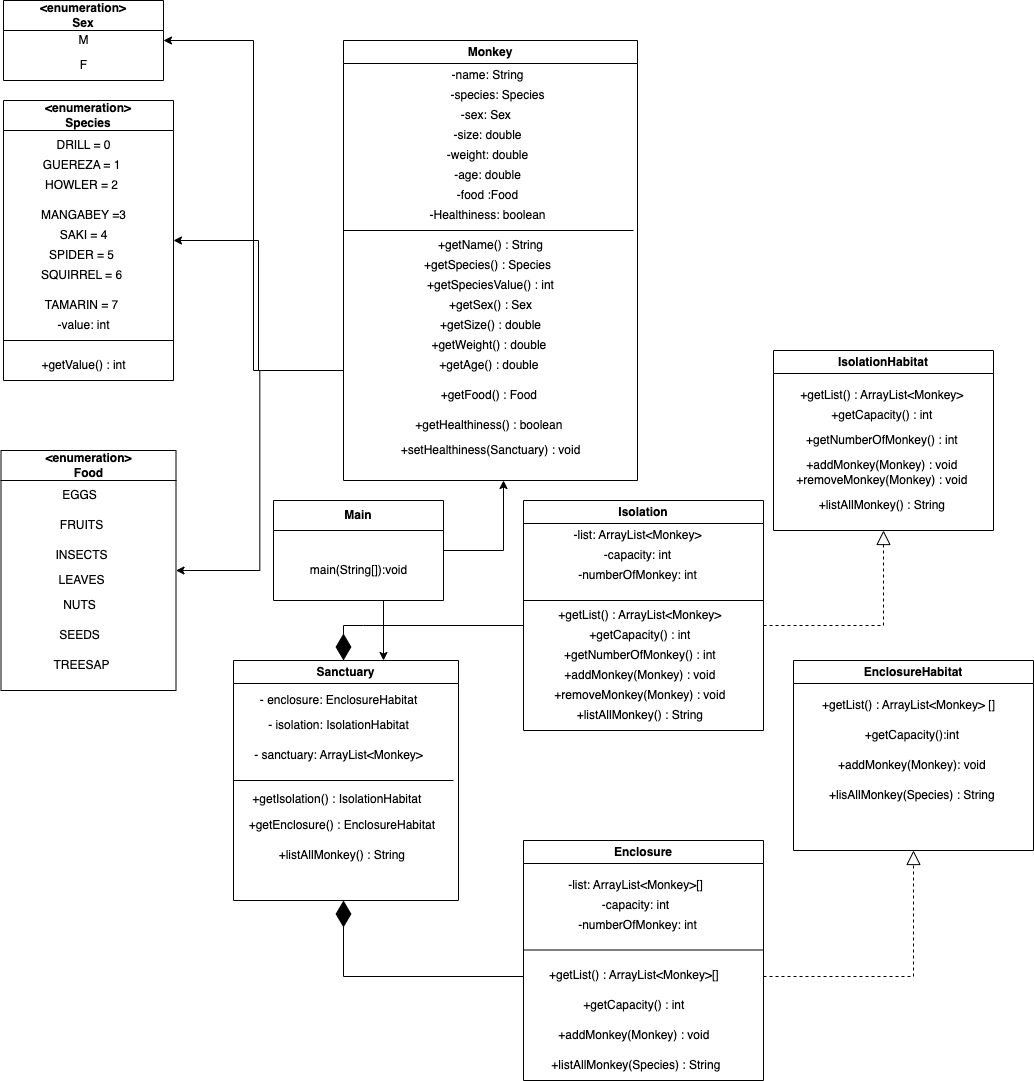 <enumeration>
Sex
M
F
<enumeration>
Species
DRILL = 0
GUEREZA = 1
HOWLER = 2
MANGABEY =3
SAKI = 4
SPIDER = 5
SQUIRREL = 6
TAMARIN = 7
-value: int
+getValue() : int
<enumeration>
Food
EGGS
FRUITS
INSECTS
LEAVES
NUTS
SEEDS
TREESAP
Monkey
-name: String
-species: Species
-sex: Sex
-size: double
-weight: double
-age: double
-food :Food
-Healthiness: boolean
+getName() : String
+getSpecies() : Species
+getSpeciesValue() : int
+getSex() : Sex
+getSize() : double
+getWeight() : double
+getAge() : double
+getFood() : Food
+getHealthiness() : boolean
+setHealthiness(Sanctuary) : void
Main
main(String[]):void
Sanctuary
- enclosure: EnclosureHabitat
- isolation: IsolationHabitat
- sanctuary: ArrayList<Monkey>
+getIsolation() : IsolationHabitat
+getEnclosure() : EnclosureHabitat
+listAllMonkey() : String
Isolation
-list: ArrayList<Monkey>
-capacity: int
-numberOfMonkey: int
+getList() : ArrayList<Monkey>
+getCapacity() : int
+getNumberOfMonkey() : int
+addMonkey(Monkey) : void
+removeMonkey(Monkey) : void
+listAllMonkey() : String
IsolationHabitat
+getList() : ArrayList<Monkey>
+getCapacity() : int
+getNumberOfMonkey() : int
+addMonkey(Monkey) : void
+removeMonkey(Monkey) : void
+listAllMonkey() : String
EnclosureHabitat
+getList() : ArrayList<Monkey> []
+getCapacity():int
+addMonkey(Monkey): void
+lisAllMonkey(Species) : String
Enclosure
-list: ArrayList<Monkey>[]
-capacity: int
-numberOfMonkey: int
+getList() : ArrayList<Monkey>[]
+getCapacity() : int
+addMonkey(Monkey) : void
+listAllMonkey(Species) : String